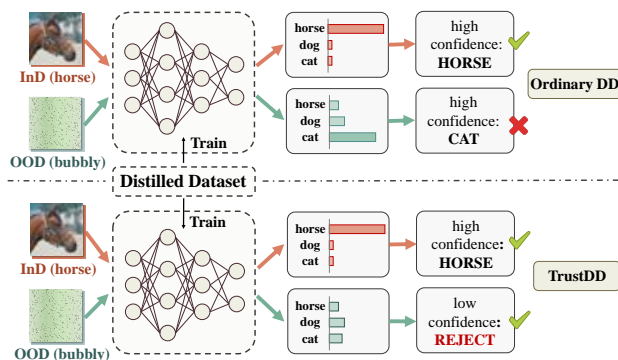 horse
dog
cat
high
confidence:
HORSE
InD (horse)
Ordinary DD
horse
dog
cat
high
confidence:
CAT
OOD (bubbly)
Train
Distilled Dataset
Train
horse
dog
cat
high
confidence:
HORSE
InD (horse)
TrustDD
horse
dog
cat
low
confidence:
REJECT
OOD (bubbly)